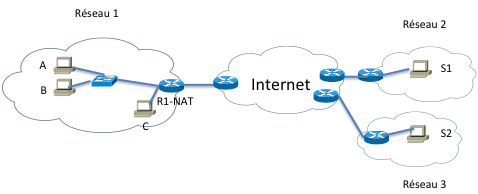 Réseau 1
Réseau 2
A
B
C
R1-NAT
Internet
S1
S2
Réseau 3